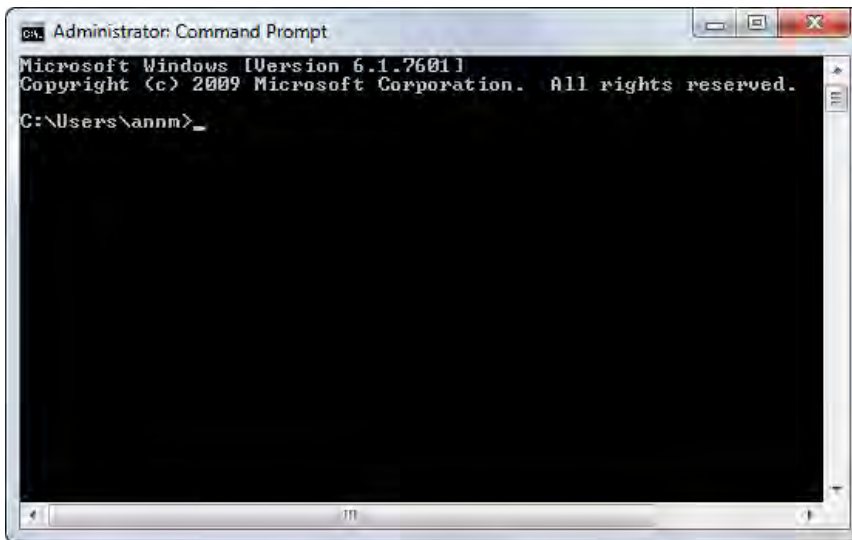 Administrator: Command Prompt
Microsoft Windows [Version 6.1.7601]
Copyright (c) 2009 Microsoft Corporation.  All rights reserved.
C:\Users\annm>_